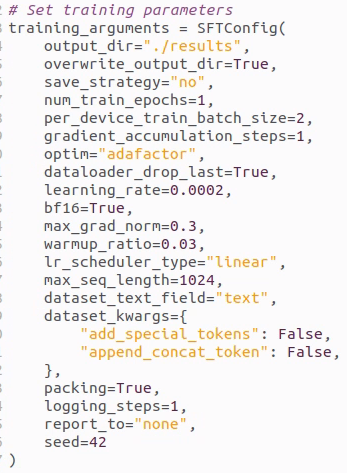 # Set training parameters
training_arguments = SFTConfig(
    output_dir="./results",
    overwrite_output_dir=True,
    save_strategy="no",
    num_train_epochs=1,
    per_device_train_batch_size=2,
    gradient_accumulation_steps=1,
    optim="adafactor",
    dataloader_drop_last=True,
    learning_rate=0.0002,
    bf16=True,
    max_grad_norm=0.3,
    warmup_ratio=0.03,
    lr_scheduler_type="linear",
    max_seq_length=1024,
    dataset_text_field="text",
    dataset_kwargs={
        "add_special_tokens": False,
        "append_concat_token": False,
    },
    packing=True,
    logging_steps=1,
    report_to="none",
    seed=42
)